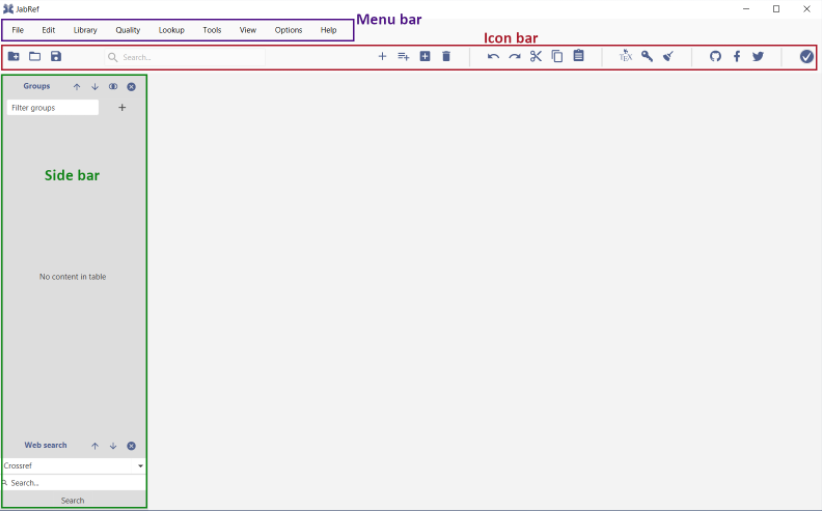 JabRef
Menu bar
File Edit Library Quality Lookup Tools View Options Help
Icon bar
Search...
TEX
Groups
Filter groups
Side bar
No content in table
Web search
Crossref
Search...
Search